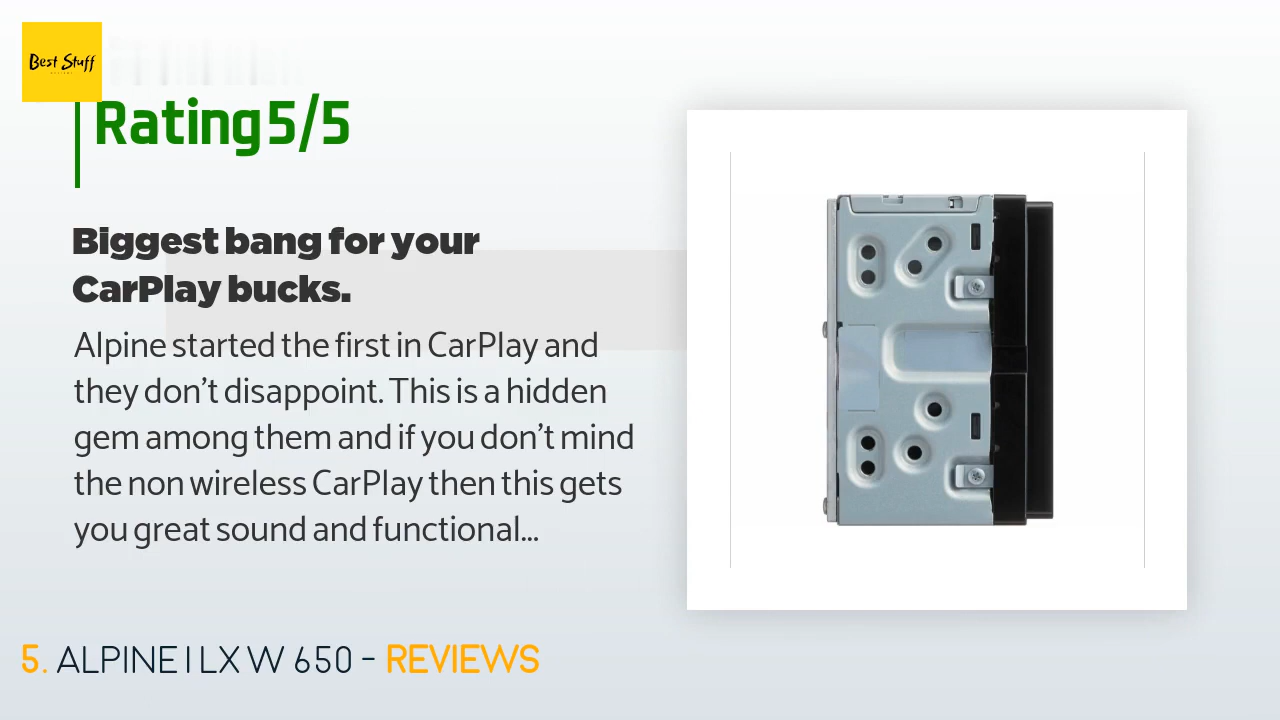 Best Stuff
Rating 5/5
Biggest bang for your
CarPlay bucks.
Alpine started the first in CarPlay and
they don't disappoint. This is a hidden
gem among them and if you don't mind
the non wireless CarPlay then this gets
you great sound and functional...
5. ALPINE I LX W 650 - REVIEWS